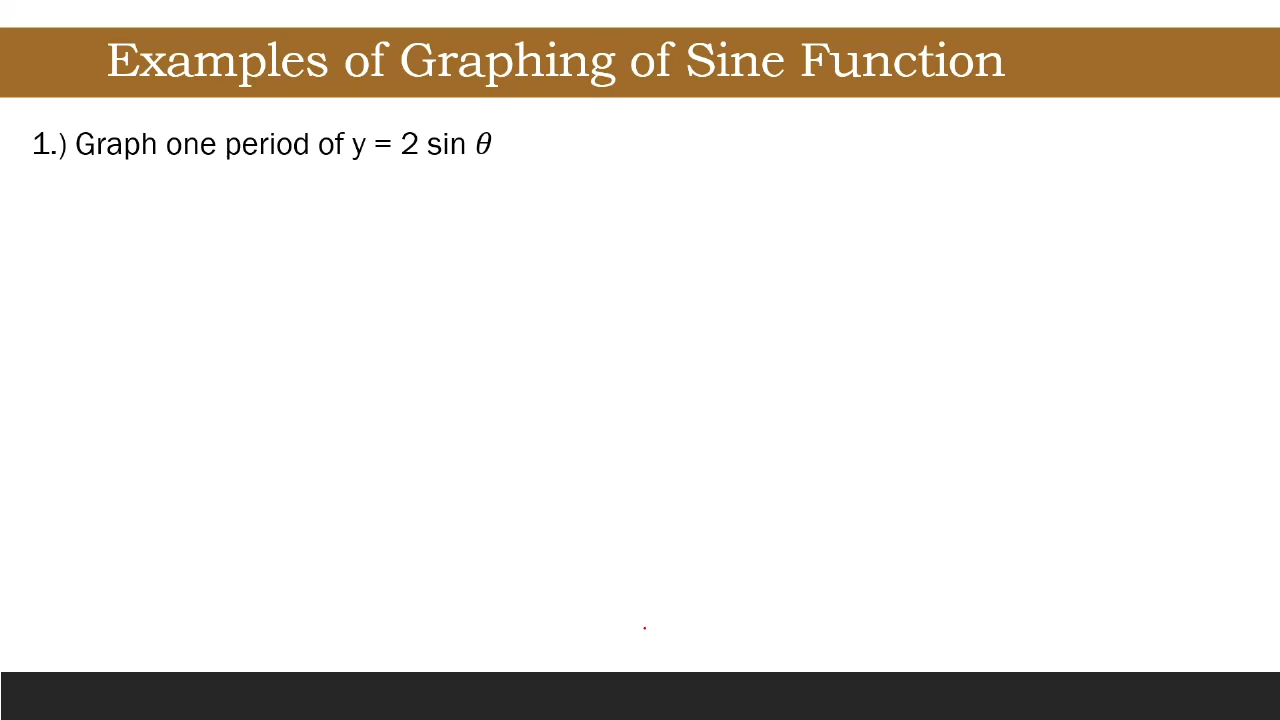 Examples of Graphing of Sine Function
1.) Graph one period of y = 2 sin 𝜃